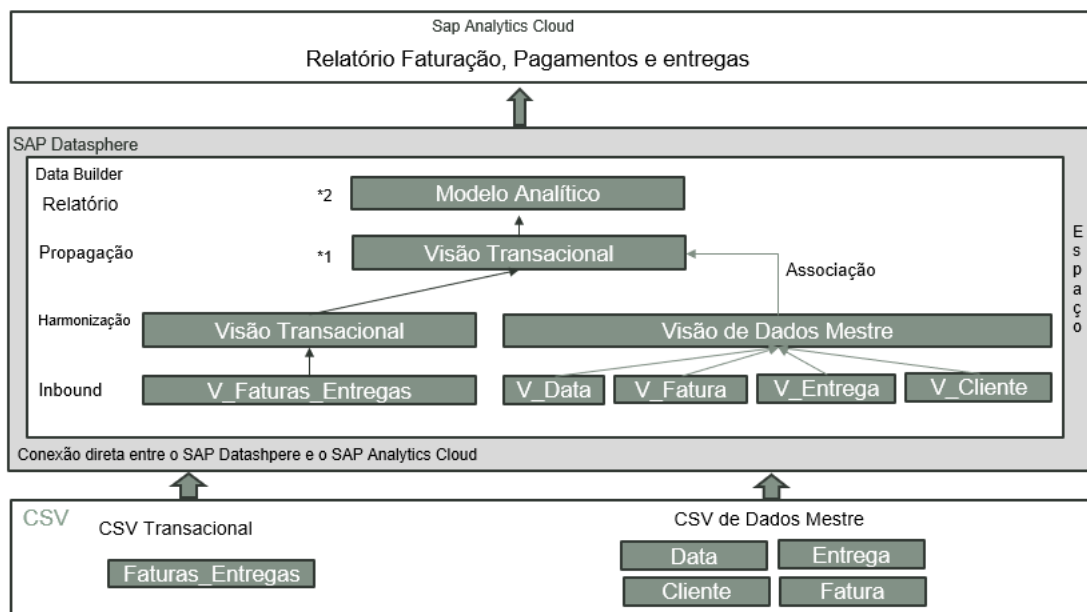 Sap Analytics Cloud
Relatório Faturação, Pagamentos e entregas
SAP Datasphere
Data Builder
Relatório
*2
Modelo Analítico
Propagação
*1
Visão Transacional
Associação
Espaço
Harmonização
Visão Transacional
Visão de Dados Mestre
Inbound
V_Faturas_Entregas
V_Data
V_Fatura
V_Entrega
V_Cliente
Conexão direta entre o SAP Datashpere e o SAP Analytics Cloud
CSV
CSV Transacional
CSV de Dados Mestre
Faturas_Entregas
Data
Entrega
Cliente
Fatura